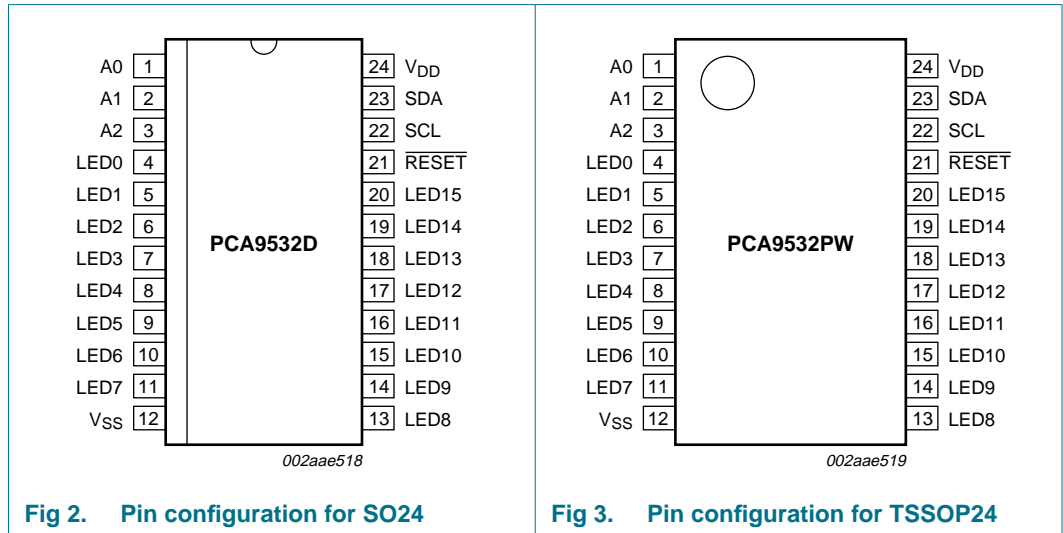 A0 1 24 VDD
A1 2 23 SDA
A2 3 22 SCL
LED0 4 21 RESET
LED1 5 20 LED15
LED2 6 19 LED14
PCA9532D
LED3 7 18 LED13
LED4 8 17 LED12
LED5 9 16 LED11
LED6 10 15 LED10
LED7 11 14 LED9
VSS 12 13 LED8
002aae518
Fig 2. Pin configuration for SO24
A0 1 24 VDD
A1 2 23 SDA
A2 3 22 SCL
LED0 4 21 RESET
LED1 5 20 LED15
LED2 6 19 LED14
PCA9532PW
LED3 7 18 LED13
LED4 8 17 LED12
LED5 9 16 LED11
LED6 10 15 LED10
LED7 11 14 LED9
VSS 12 13 LED8
002aae519
Fig 3. Pin configuration for TSSOP24